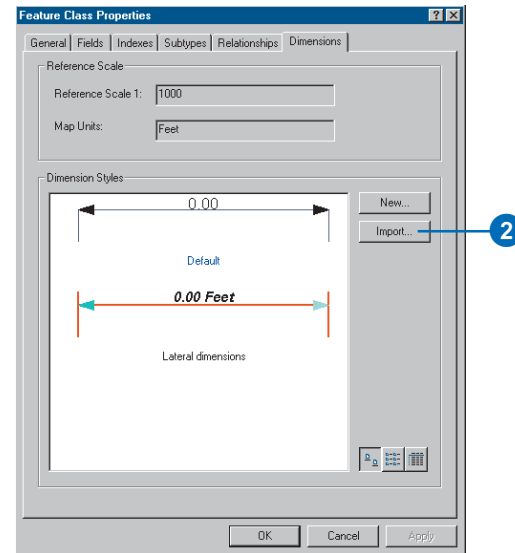 Feature Class Properties
General Fields Indexes Subtypes Relationships Dimensions
Reference Scale
Reference Scale 1: 1000
Map Units: Feet
Dimension Styles
0.00
Default
0.00 Feet
Lateral dimensions
New...
Import...
2
OK Cancel Apply